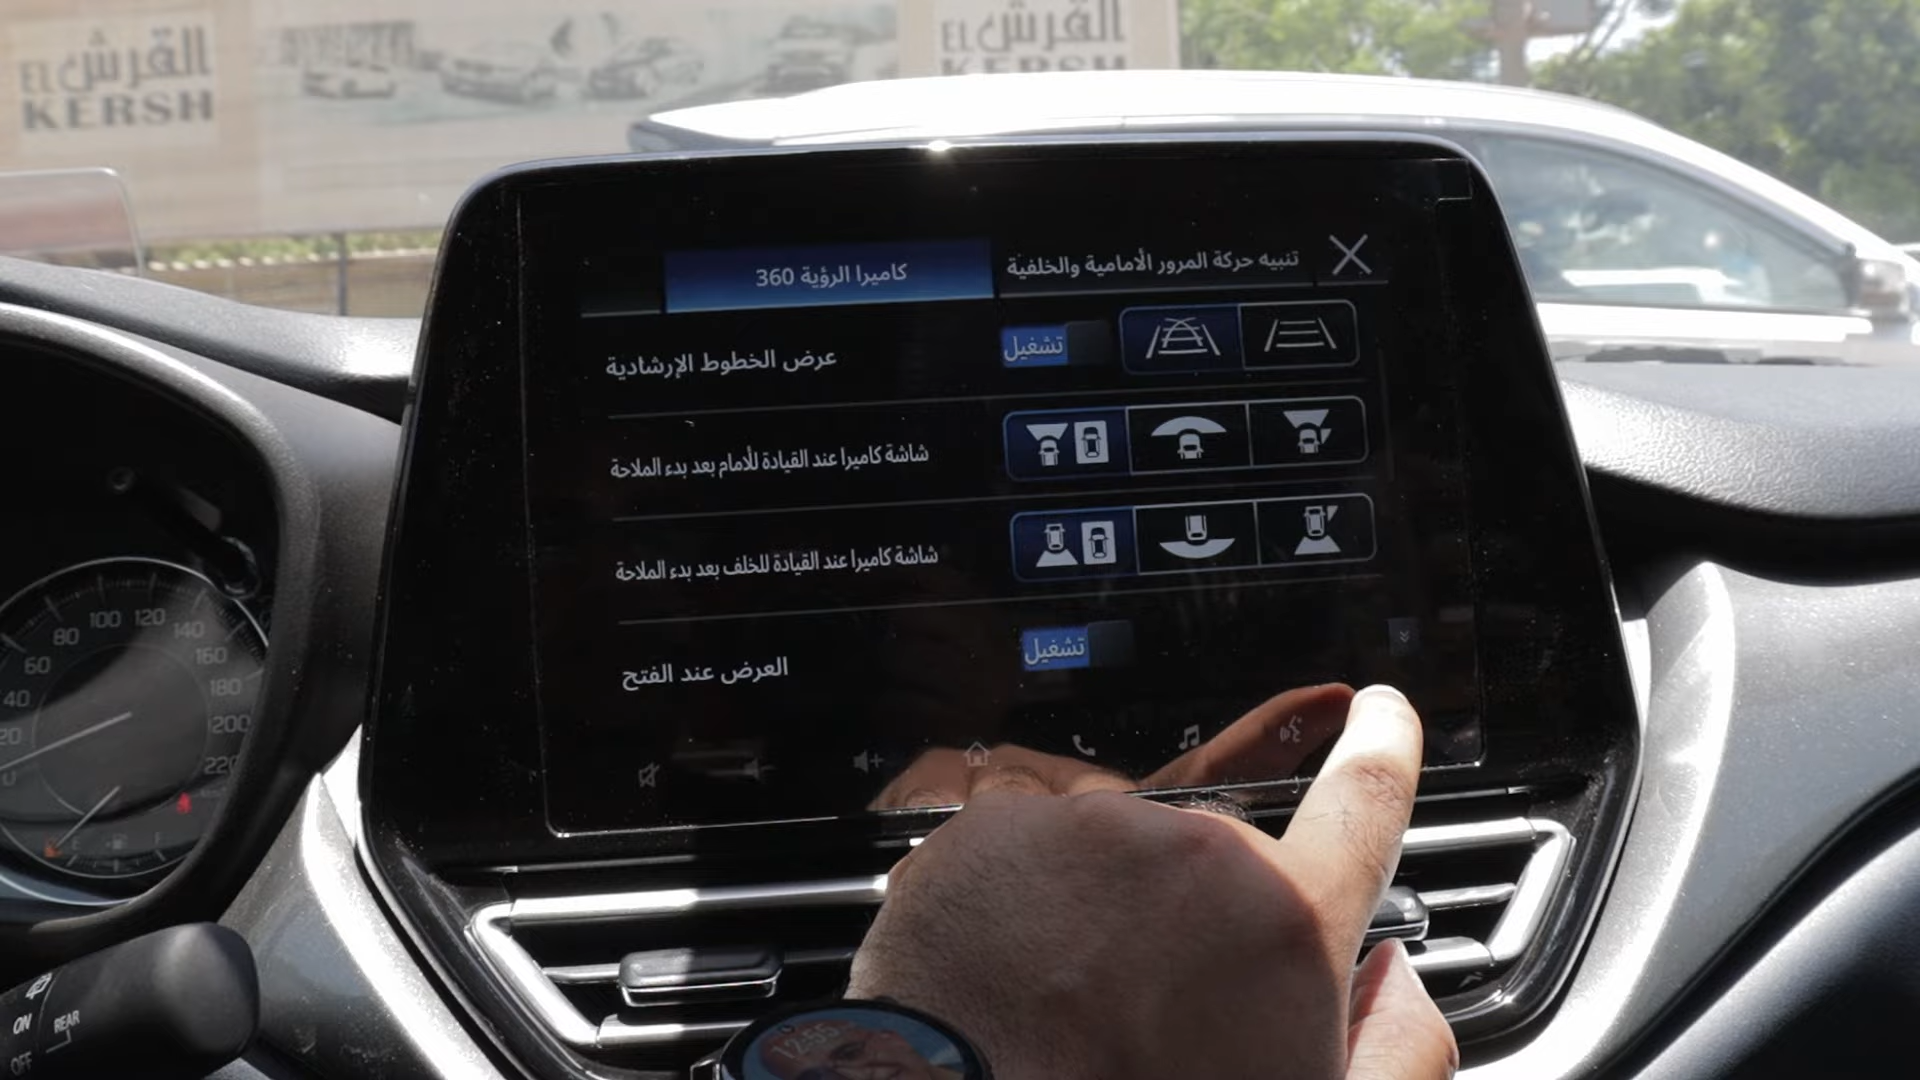 القرش
EL
KERSH
القرش
EL
KERSH
تنبيه حركة المرور الأمامية والخلفية
كاميرا الرؤية 360
عرض الخطوط الإرشادية
تشغيل
شاشة كاميرا عند القيادة للأمام بعد بدء الملاحة
شاشة كاميرا عند القيادة للخلف بعد بدء الملاحة
العرض عند الفتح
تشغيل
0
20
40
60
80
100
120
140
160
180
200
220
E
F
ON
REAR
OFF